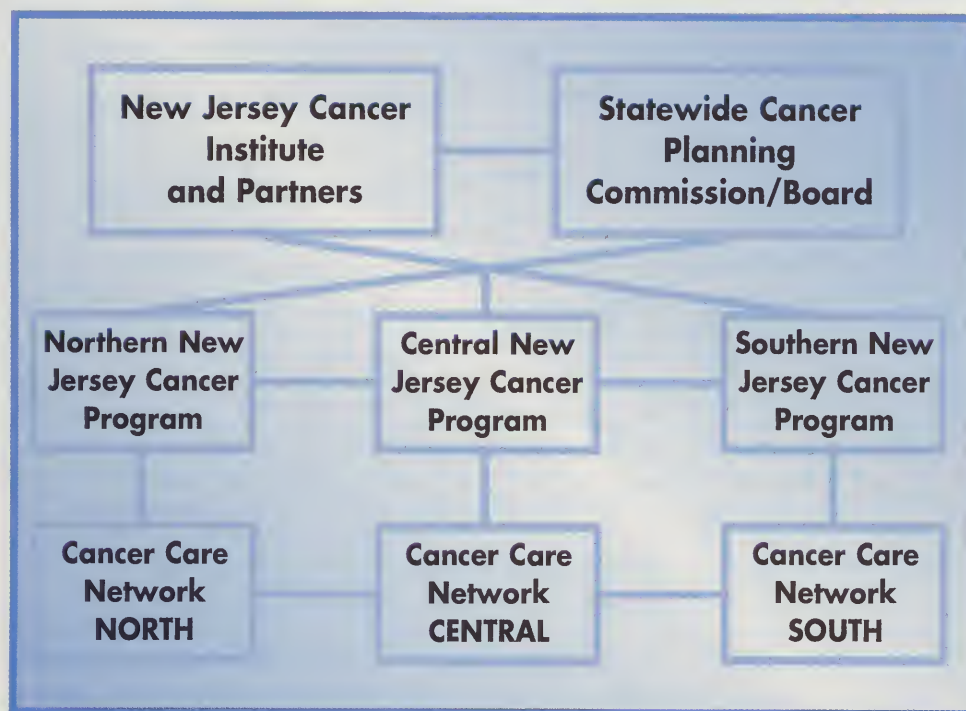 New Jersey Cancer
Institute
and Partners
Statewide Cancer
Planning
Commission/Board
Northern New
Jersey Cancer
Program
Central New
Jersey Cancer
Program
Southern New
Jersey Cancer
Program
Cancer Care
Network
NORTH
Cancer Care
Network
CENTRAL
Cancer Care
Network
SOUTH